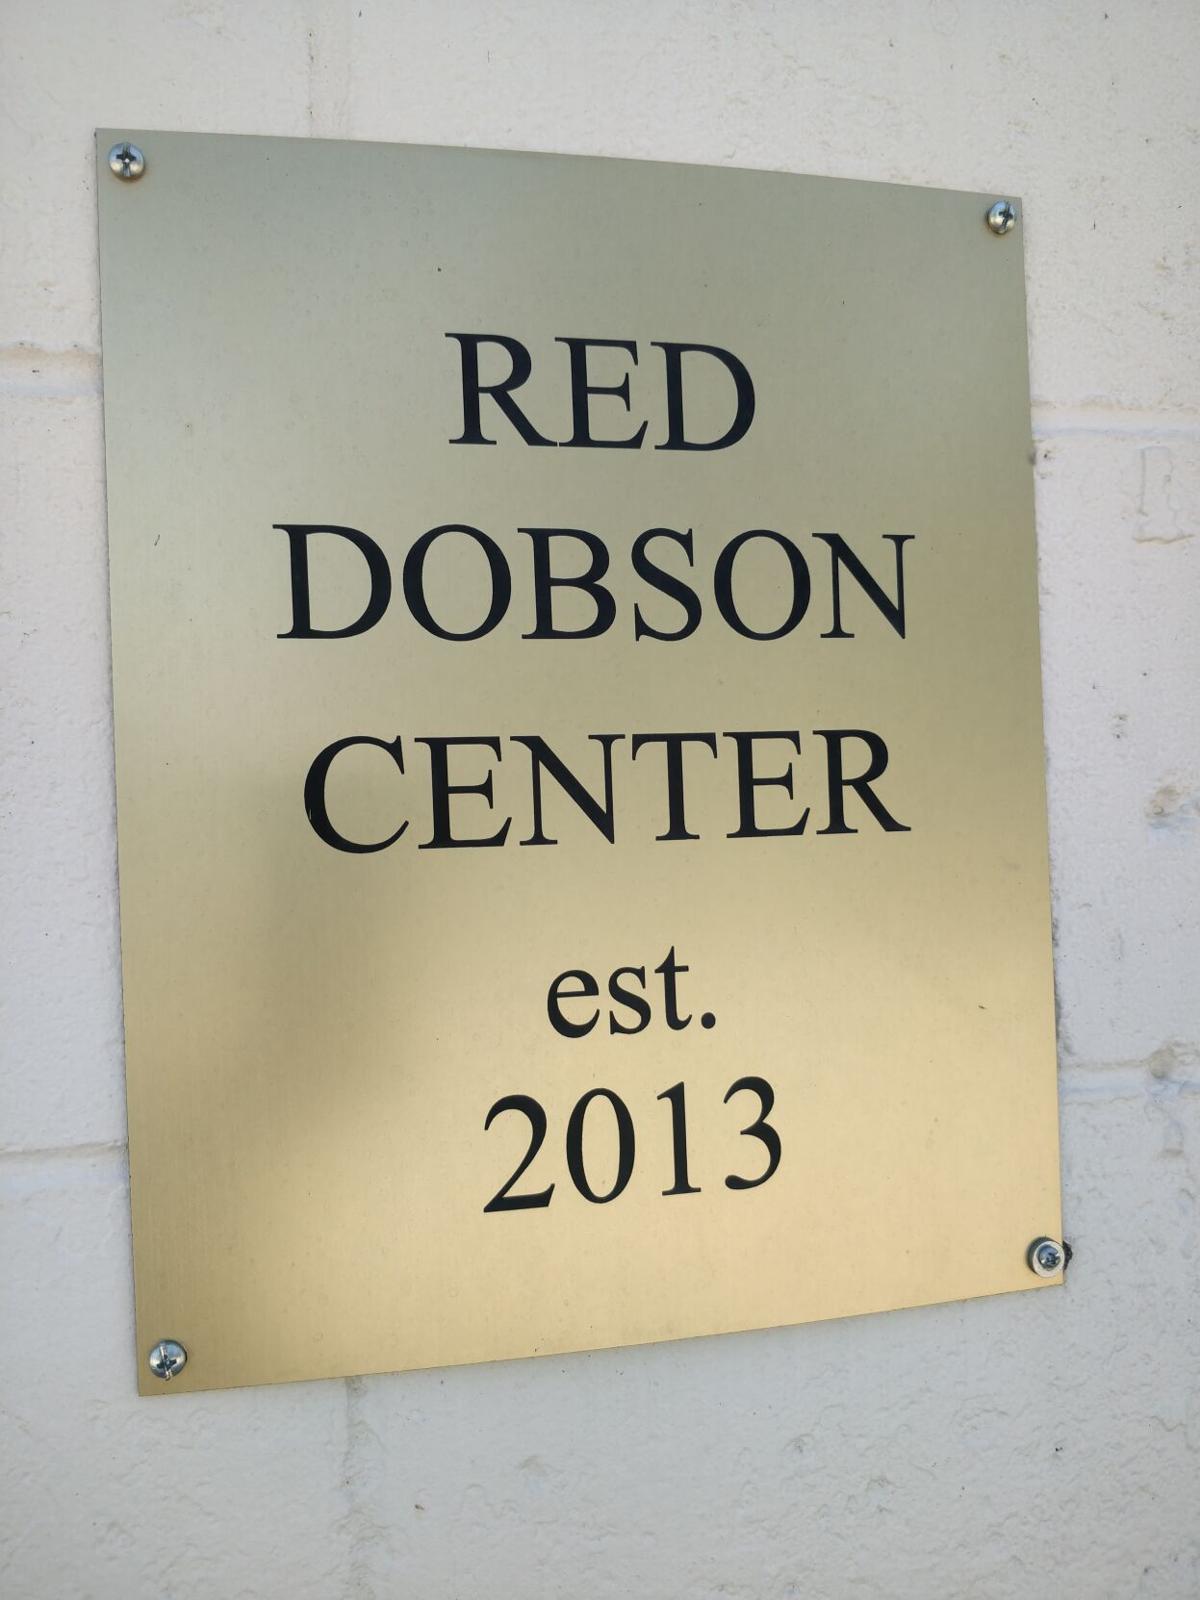 RED
DOBSON
CENTER
est.
2013